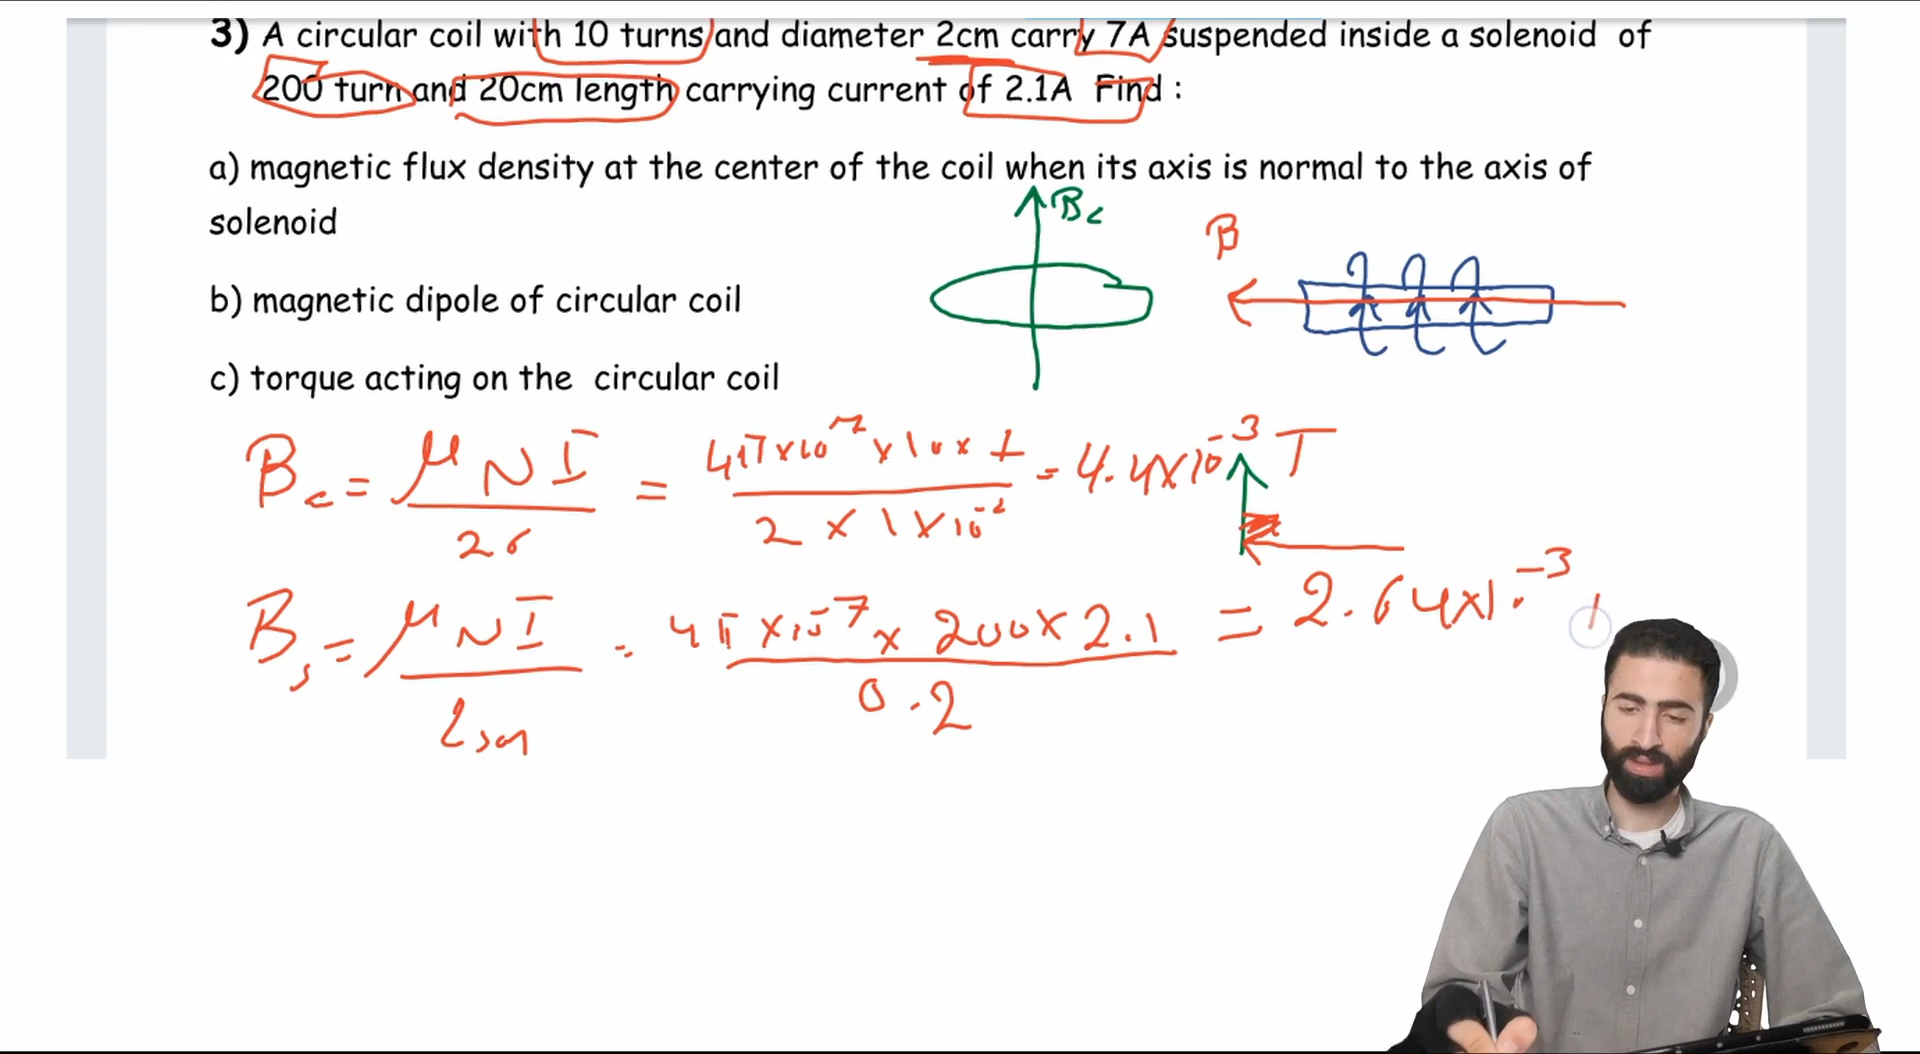 3) A circular coil with 10 turns and diameter 2cm carry 7A suspended inside a solenoid of
200 turn and 20cm length carrying current of 2.1A Find :
a) magnetic flux density at the center of the coil when its axis is normal to the axis of
solenoid
Bc
B
b) magnetic dipole of circular coil
c) torque acting on the circular coil
Bc = μNI / 2r = 4π×10⁻⁷×10×7 / 2×1×10⁻² = 4.4×10⁻³ T
Bs = μNI / lsol = 4π×10⁻⁷×200×2.1 / 0.2 = 2.64×10⁻³